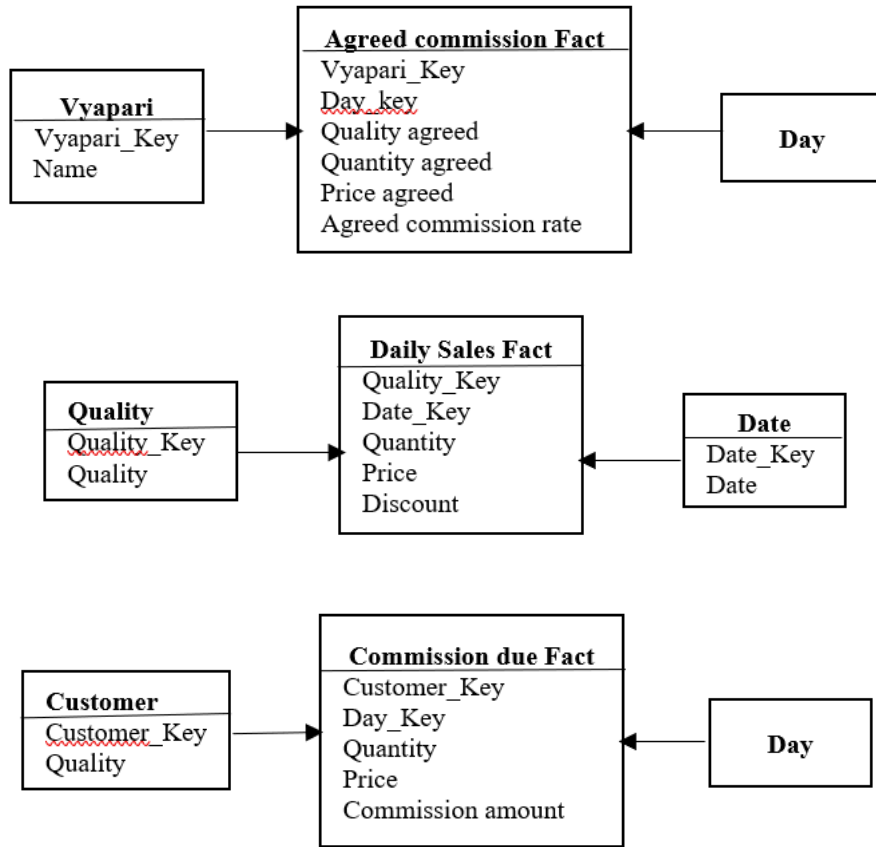 Agreed commission Fact
Vyapari_Key
Day_key
Quality agreed
Quantity agreed
Price agreed
Agreed commission rate
Vyapari
Vyapari_Key
Name
Day
Daily Sales Fact
Quality_Key
Date_Key
Quantity
Price
Discount
Quality
Quality_Key
Quality
Date
Date_Key
Date
Commission due Fact
Customer_Key
Day_Key
Quantity
Price
Commission amount
Customer
Customer_Key
Quality
Day